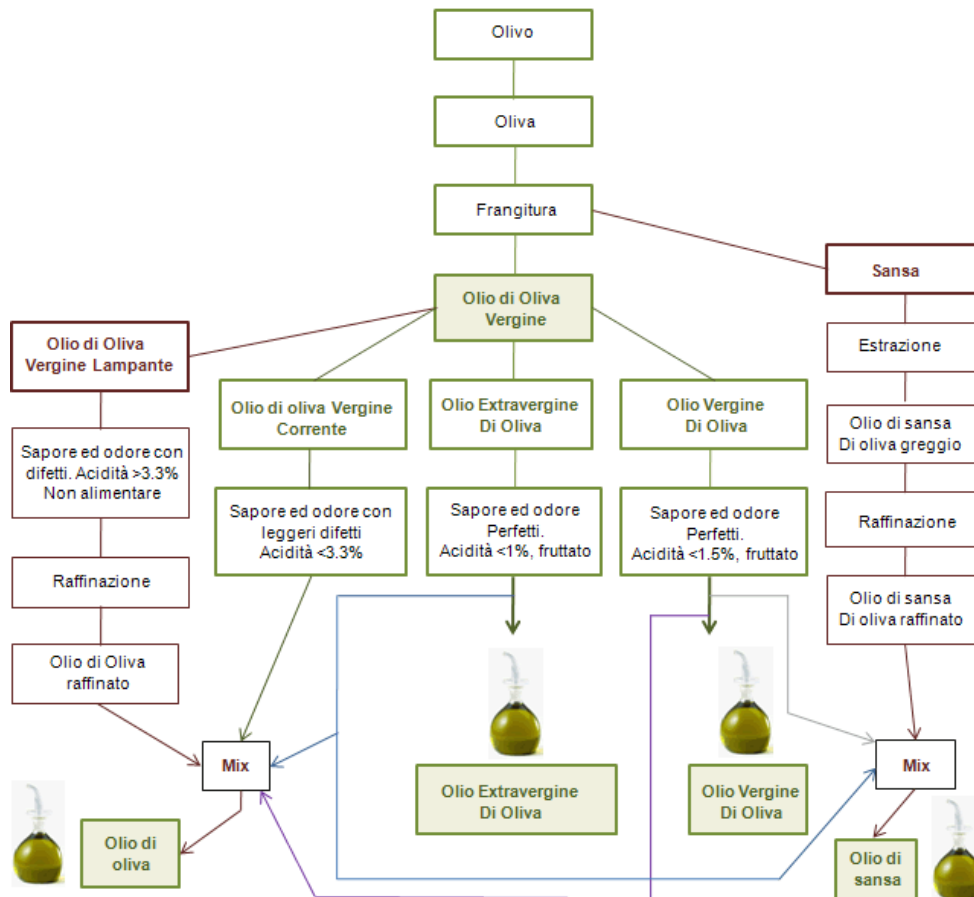 Olivo
Oliva
Frangitura
Sansa
Olio di Oliva
Vergine
Olio di Oliva
Vergine Lampante
Estrazione
Olio di oliva Vergine
Corrente
Olio Extravergine
Di Oliva
Olio Vergine
Di Oliva
Olio di sansa
Di oliva greggio
Sapore ed odore con
difetti. Acidità >3.3%
Non alimentare
Sapore ed odore con
leggeri difetti
Acidità <3.3%
Sapore ed odore
Perfetti.
Acidità <1%, fruttato
Sapore ed odore
Perfetti.
Acidità <1.5%, fruttato
Raffinazione
Raffinazione
Olio di sansa
Di oliva raffinato
Olio di Oliva
raffinato
Mix
Mix
Olio Extravergine
Di Oliva
Olio Vergine
Di Oliva
Olio di
oliva
Olio di
sansa